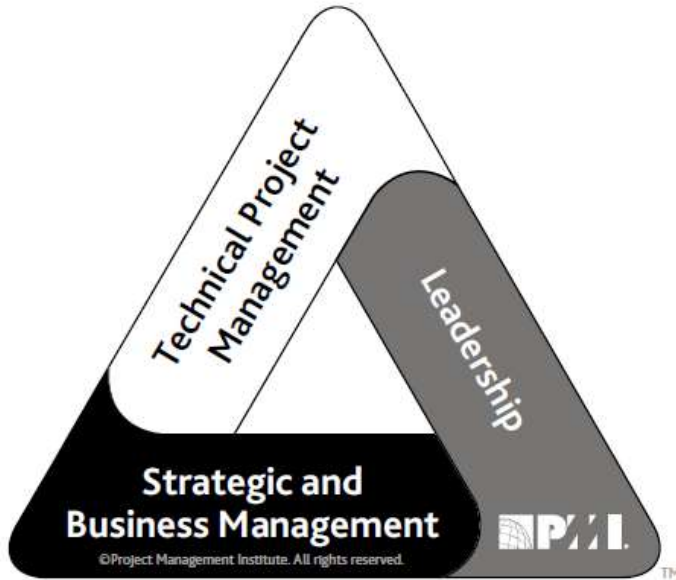 Technical Project
Management
Leadership
Strategic and
Business Management
©Project Management Institute. All rights reserved.
PMI.
TM